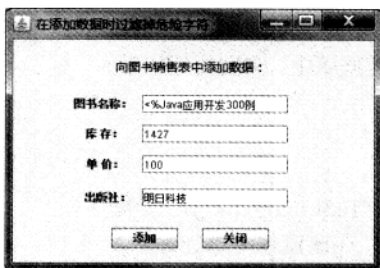 在添加数据时过滤掉危险字符
向图书销售表中添加数据：
图书名称： <%Java应用开发300例
库存： 1427
单价： 100
出版社： 明日科技
添加 关闭